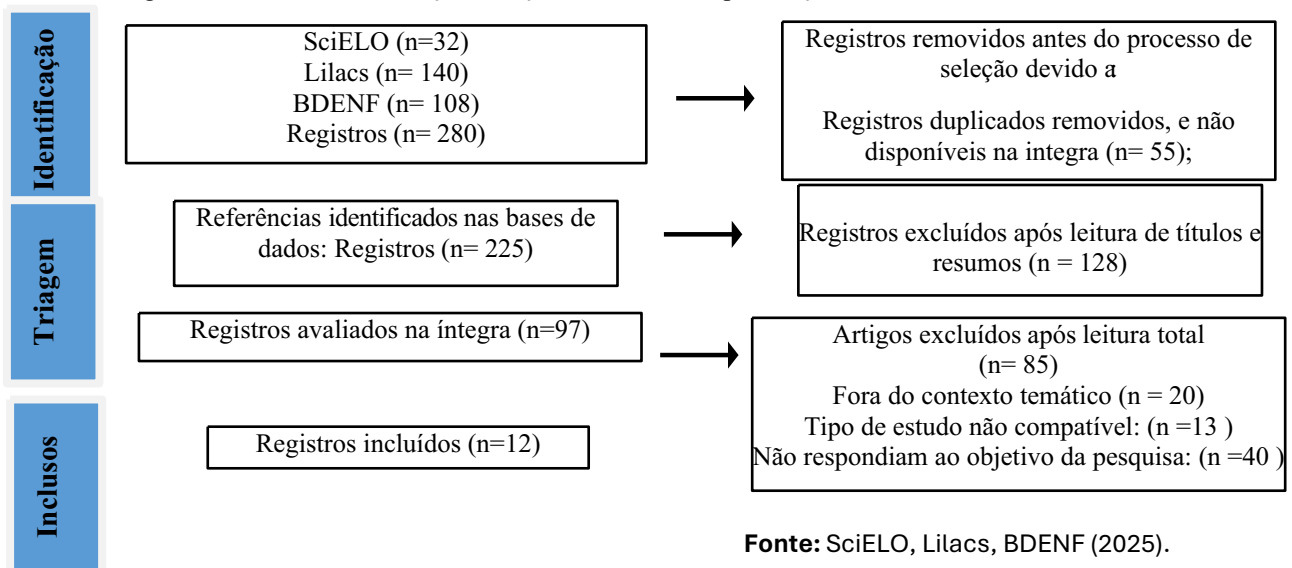 Identificação
SciELO (n=32)
Lilacs (n= 140)
BDENF (n= 108)
Registros (n= 280)
Registros removidos antes do processo de
seleção devido a:
Registros duplicados removidos, e não
disponíveis na integra (n= 55);
Triagem
Referências identificados nas bases de
dados: Registros (n= 225)
Registros excluídos após leitura de títulos e
resumos (n = 128)
Registros avaliados na íntegra (n=97)
Artigos excluídos após leitura total
(n= 85)
Fora do contexto temático (n = 20)
Tipo de estudo não compatível: (n =13 )
Não respondiam ao objetivo da pesquisa: (n =40 )
Inclusos
Registros incluídos (n=12)
Fonte: SciELO, Lilacs, BDENF (2025).